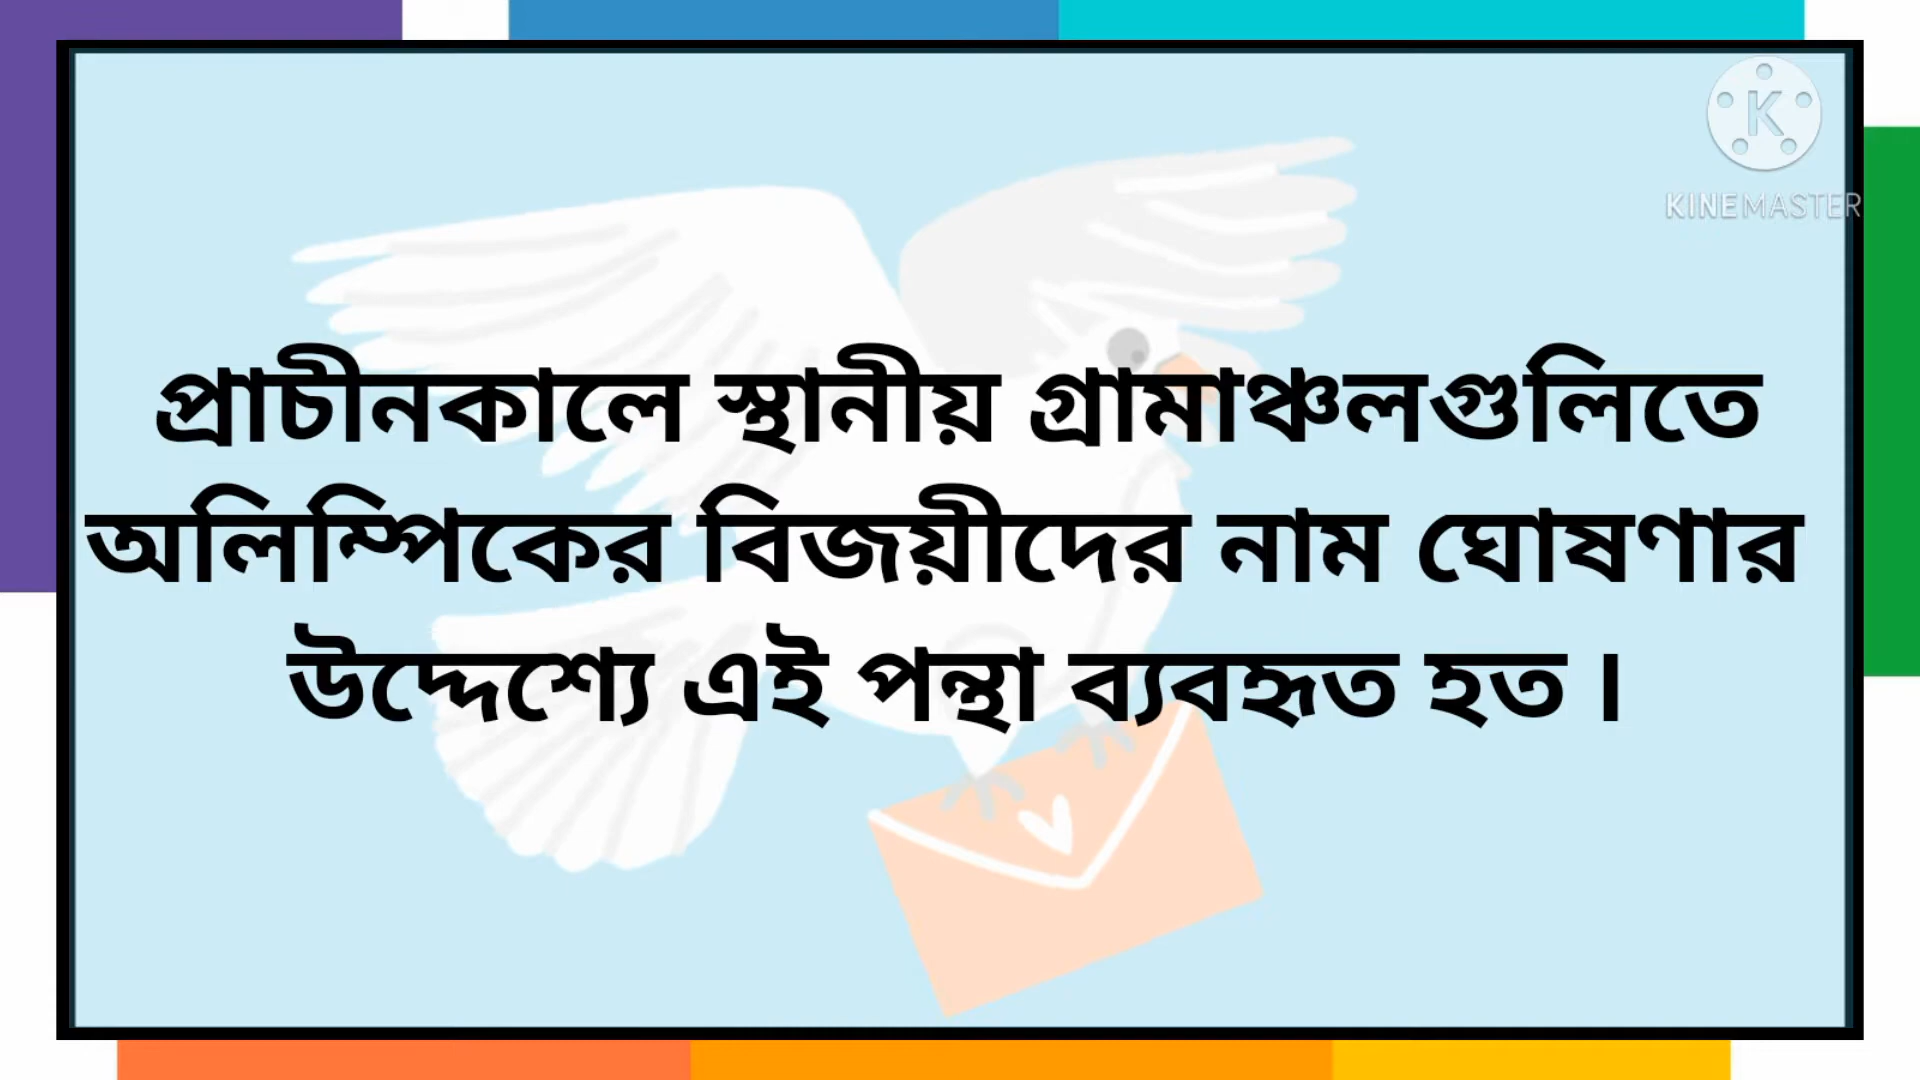 K
KINEMASTER
প্রাচীনকালে স্থানীয় গ্রামাঞ্চলগুলিতে
অলিম্পিকের বিজয়ীদের নাম ঘোষণার
উদ্দেশ্যে এই পন্থা ব্যবহৃত হত।